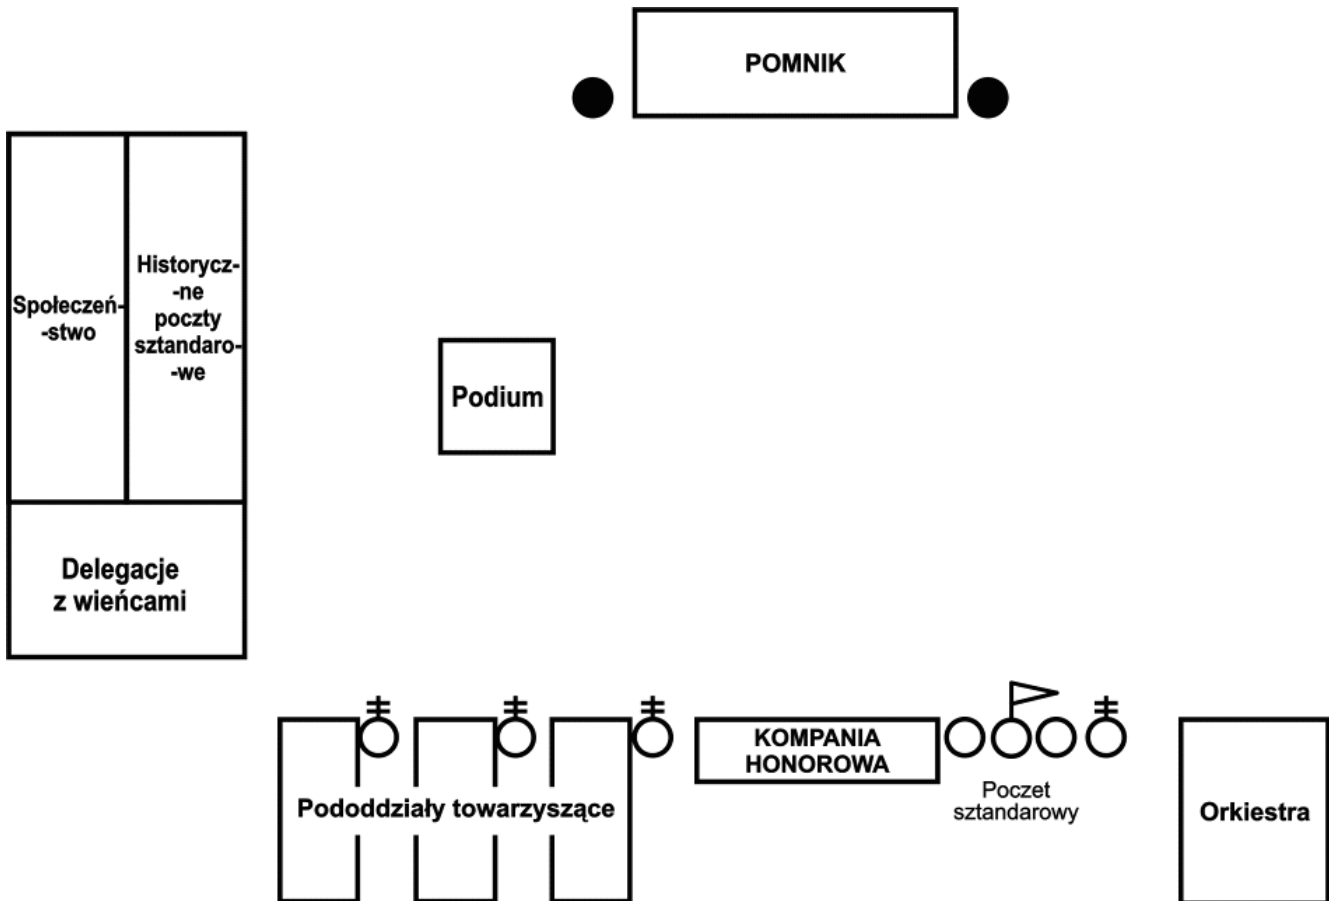 POMNIK
Społeczeń-
-stwo
Historycz-
-ne
poczty
sztandaro-
-we
Podium
Delegacje
z wieńcami
Pododdziały towarzyszące
KOMPANIA
HONOROWA
Poczet
sztandarowy
Orkiestra